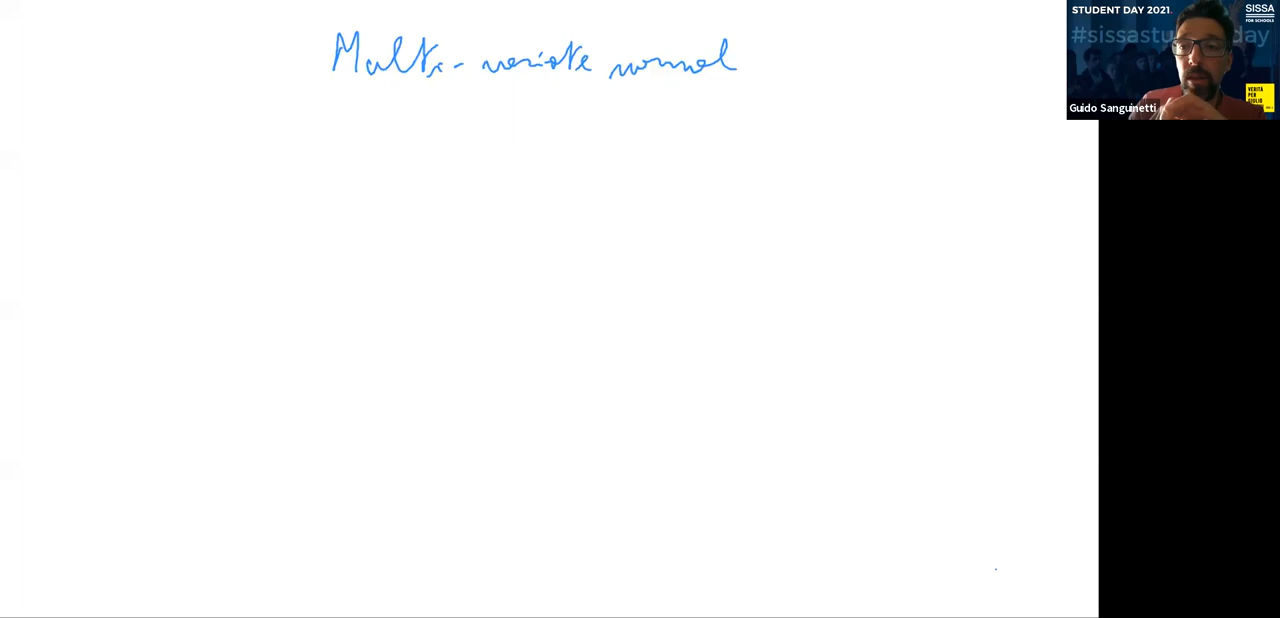 Multi-variate normal
STUDENT DAY 2021.
SISSA
FOR SCHOOLS
#sissastu day
VERITÀ
PER
GIULIO
Guido Sanguinetti